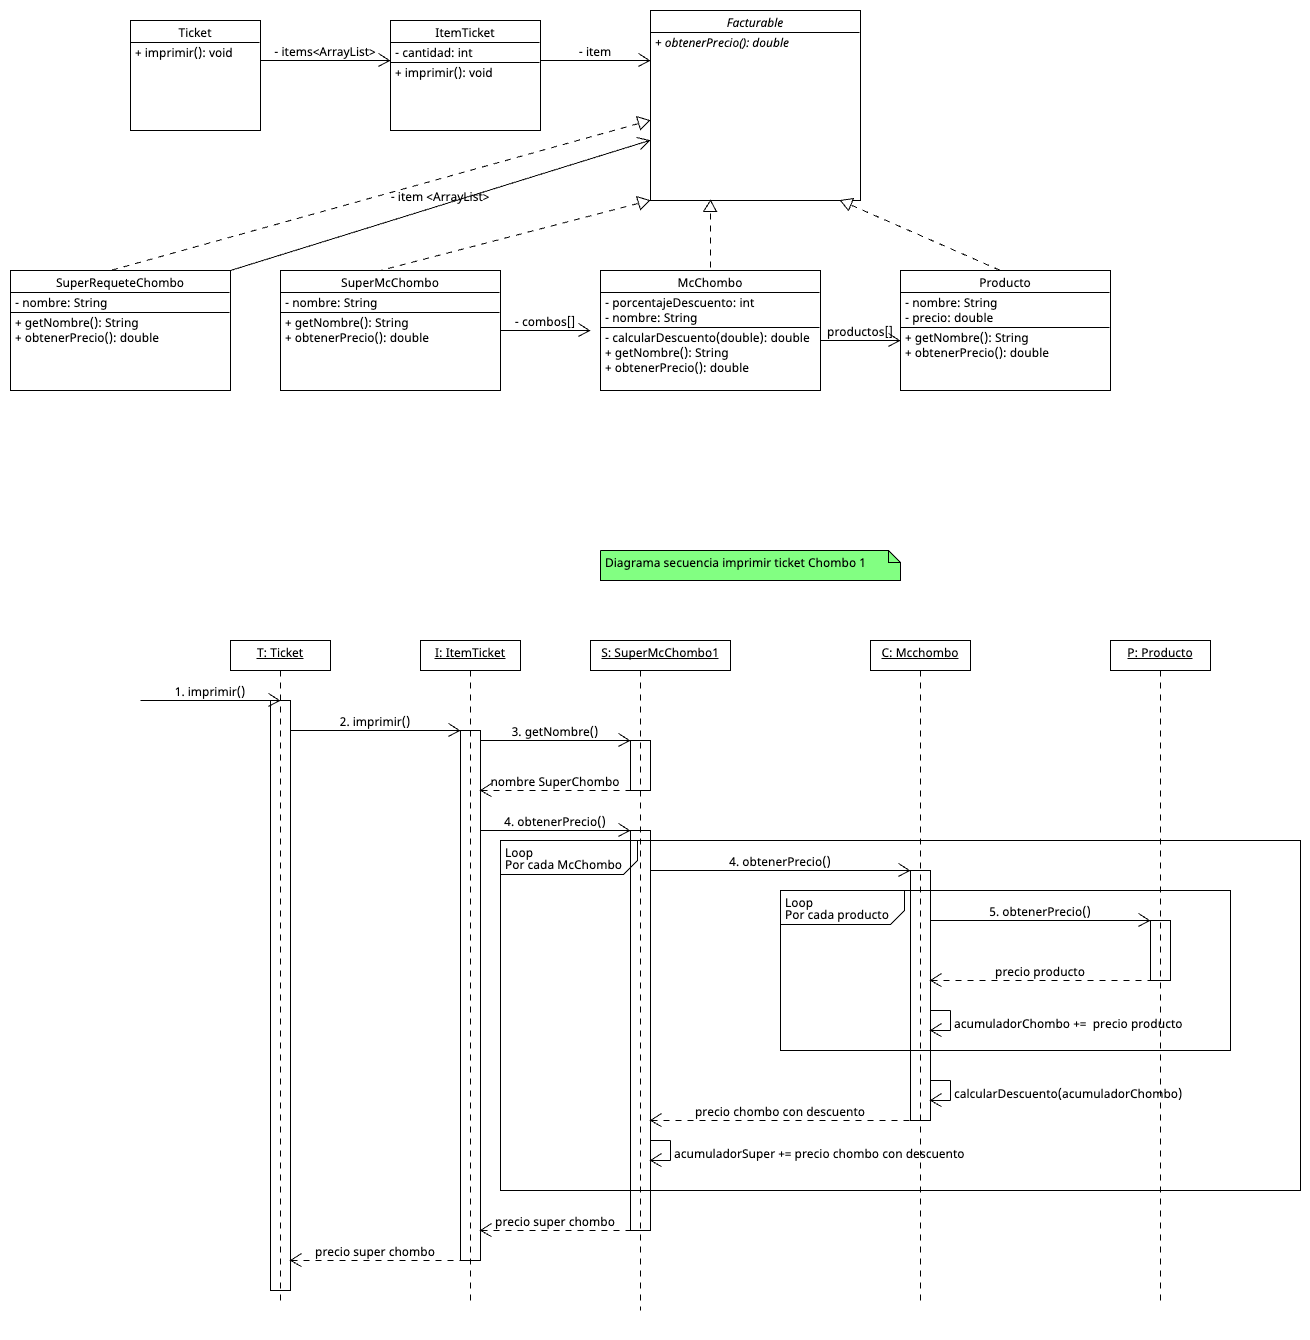 Ticket
+ imprimir(): void
- items<ArrayList>
ItemTicket
- cantidad: int
+ imprimir(): void
- item
Facturable
+ obtenerPrecio(): double
- item <ArrayList>
SuperRequeteChombo
- nombre: String
+ getNombre(): String
+ obtenerPrecio(): double
SuperMcChombo
- nombre: String
+ getNombre(): String
+ obtenerPrecio(): double
- combos[]
McChombo
- porcentajeDescuento: int
- nombre: String
- calcularDescuento(double): double
+ getNombre(): String
+ obtenerPrecio(): double
productos[]
Producto
- nombre: String
- precio: double
+ getNombre(): String
+ obtenerPrecio(): double
Diagrama secuencia imprimir ticket Chombo 1
T: Ticket
I: ItemTicket
S: SuperMcChombo1
C: Mcchombo
P: Producto
1. imprimir()
2. imprimir()
3. getNombre()
nombre SuperChombo
4. obtenerPrecio()
Loop
Por cada McChombo
4. obtenerPrecio()
Loop
Por cada producto
5. obtenerPrecio()
precio producto
acumuladorChombo +=  precio producto
calcularDescuento(acumuladorChombo)
precio chombo con descuento
acumuladorSuper += precio chombo con descuento
precio super chombo
precio super chombo